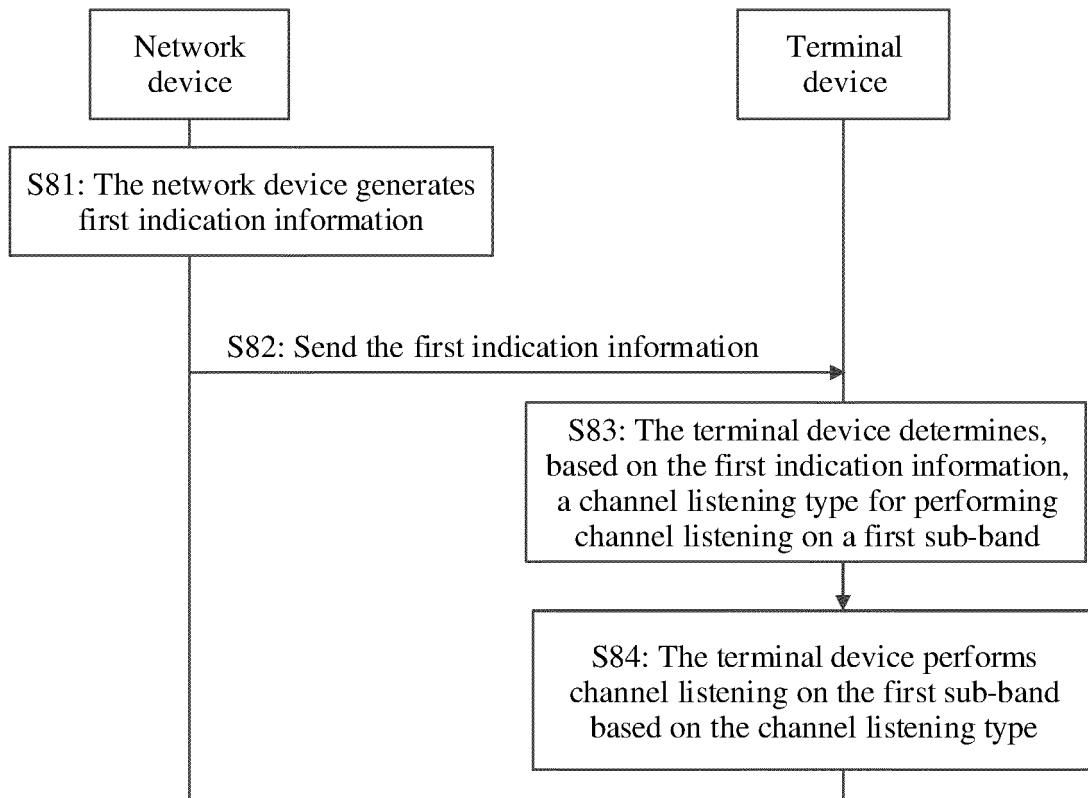 Network
device
Terminal
device
S81: The network device generates
first indication information
S82: Send the first indication information
S83: The terminal device determines,
based on the first indication information,
a channel listening type for performing
channel listening on a first sub-band
S84: The terminal device performs
channel listening on the first sub-band
based on the channel listening type